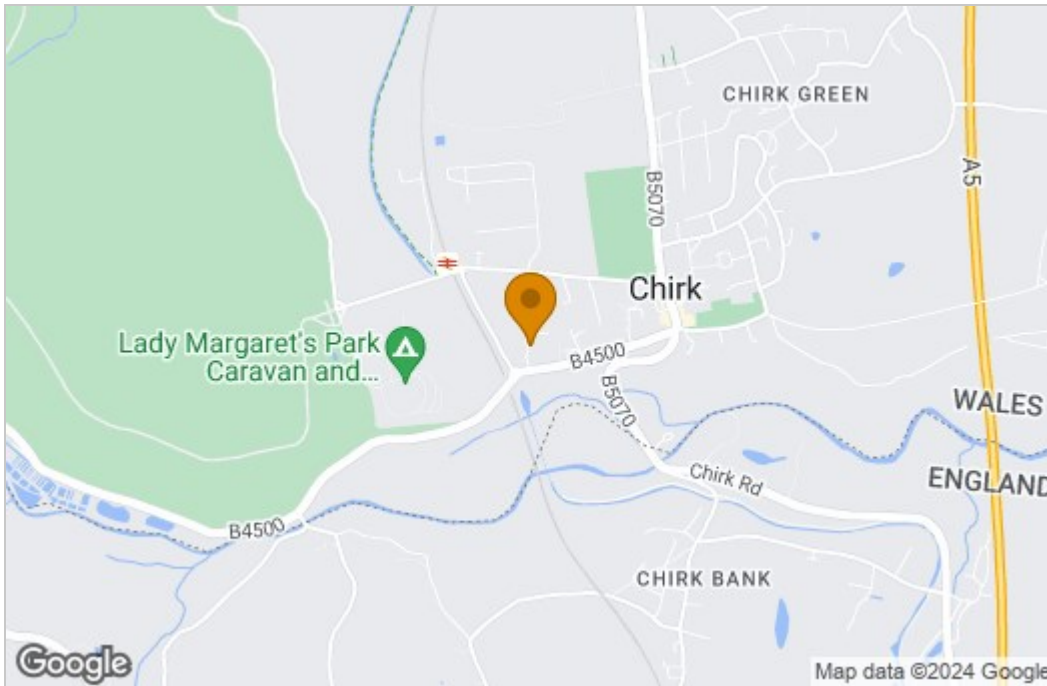 CHIRK GREEN
A5
B5070
Chirk
Lady Margaret's Park
Caravan and...
B4500
B5070
WALES
ENGLAND
Chirk Rd
B4500
CHIRK BANK
Google
Map data ©2024 Google